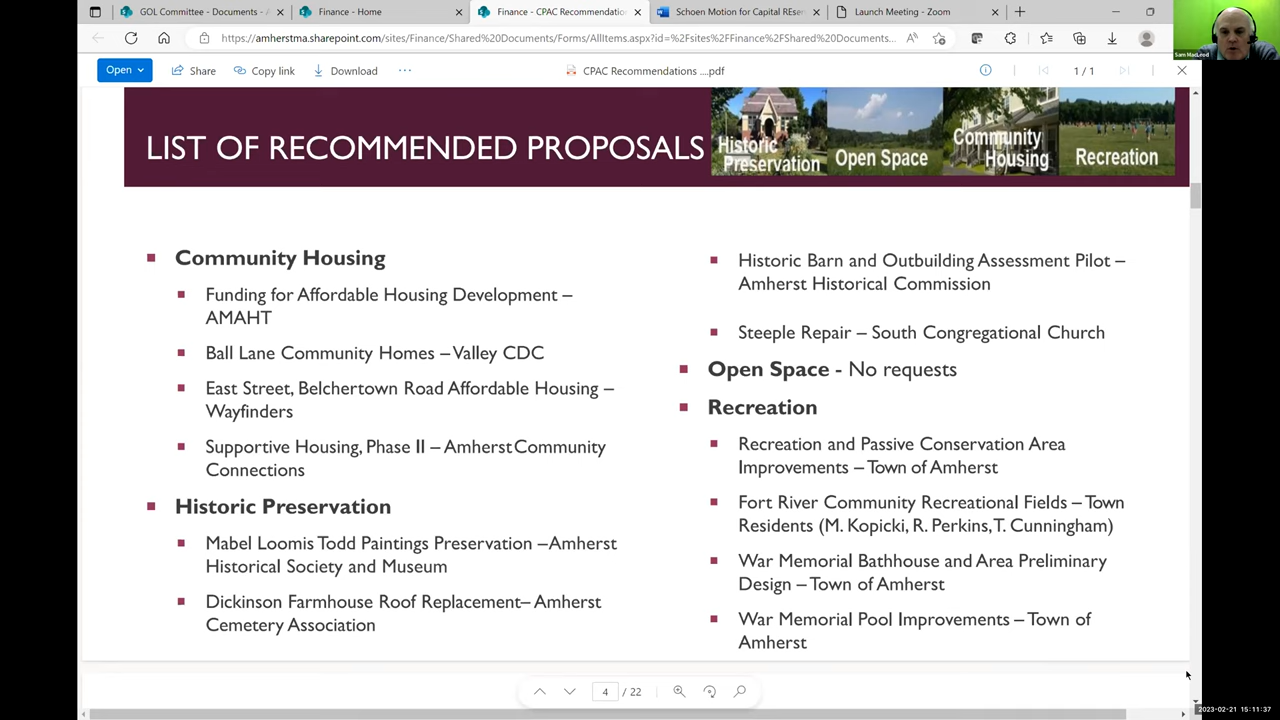 GOL Committee - Documents - A
Finance - Home
Finance - CPAC Recommendation
Schoen Motion for Capital REser
Launch Meeting - Zoom
https://amherstma.sharepoint.com/sites/Finance/Shared%20Documents/Forms/AllItems.aspx?id=%2Fsites%2FFinance%2FShared%20Documents...
Sam MacLeod
Open
Share
Copy link
Download
CPAC Recommendations ....pdf
1 / 1
LIST OF RECOMMENDED PROPOSALS
Historic
Preservation
Open Space
Community
Housing
Recreation
Community Housing
Funding for Affordable Housing Development –
AMAHT
Ball Lane Community Homes – Valley CDC
East Street, Belchertown Road Affordable Housing –
Wayfinders
Supportive Housing, Phase II – Amherst Community
Connections
Historic Preservation
Mabel Loomis Todd Paintings Preservation – Amherst
Historical Society and Museum
Dickinson Farmhouse Roof Replacement– Amherst
Cemetery Association
Historic Barn and Outbuilding Assessment Pilot –
Amherst Historical Commission
Steeple Repair – South Congregational Church
Open Space - No requests
Recreation
Recreation and Passive Conservation Area
Improvements – Town of Amherst
Fort River Community Recreational Fields – Town
Residents (M. Kopicki, R. Perkins, T. Cunningham)
War Memorial Bathhouse and Area Preliminary
Design – Town of Amherst
War Memorial Pool Improvements – Town of
Amherst
4 / 22
2023-02-21 15:11:37